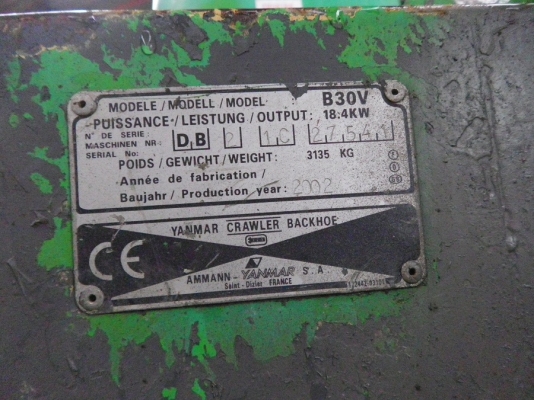 MODELE/MODELL/MODEL: B30V
PUISSANCE-/LEISTUNG/OUTPUT: 18.4KW
N° DE SERIE:
MASCHINEN NR.: DB 2 1C 27541
SERIAL No:
POIDS/GEWICHT/WEIGHT: 3135 KG
Année de fabrication/
Baujahr/Production year: 2002
YANMAR CRAWLER BACKHOE
CE
AMMANN-YANMAR S.A
Saint-Dizier FRANCE